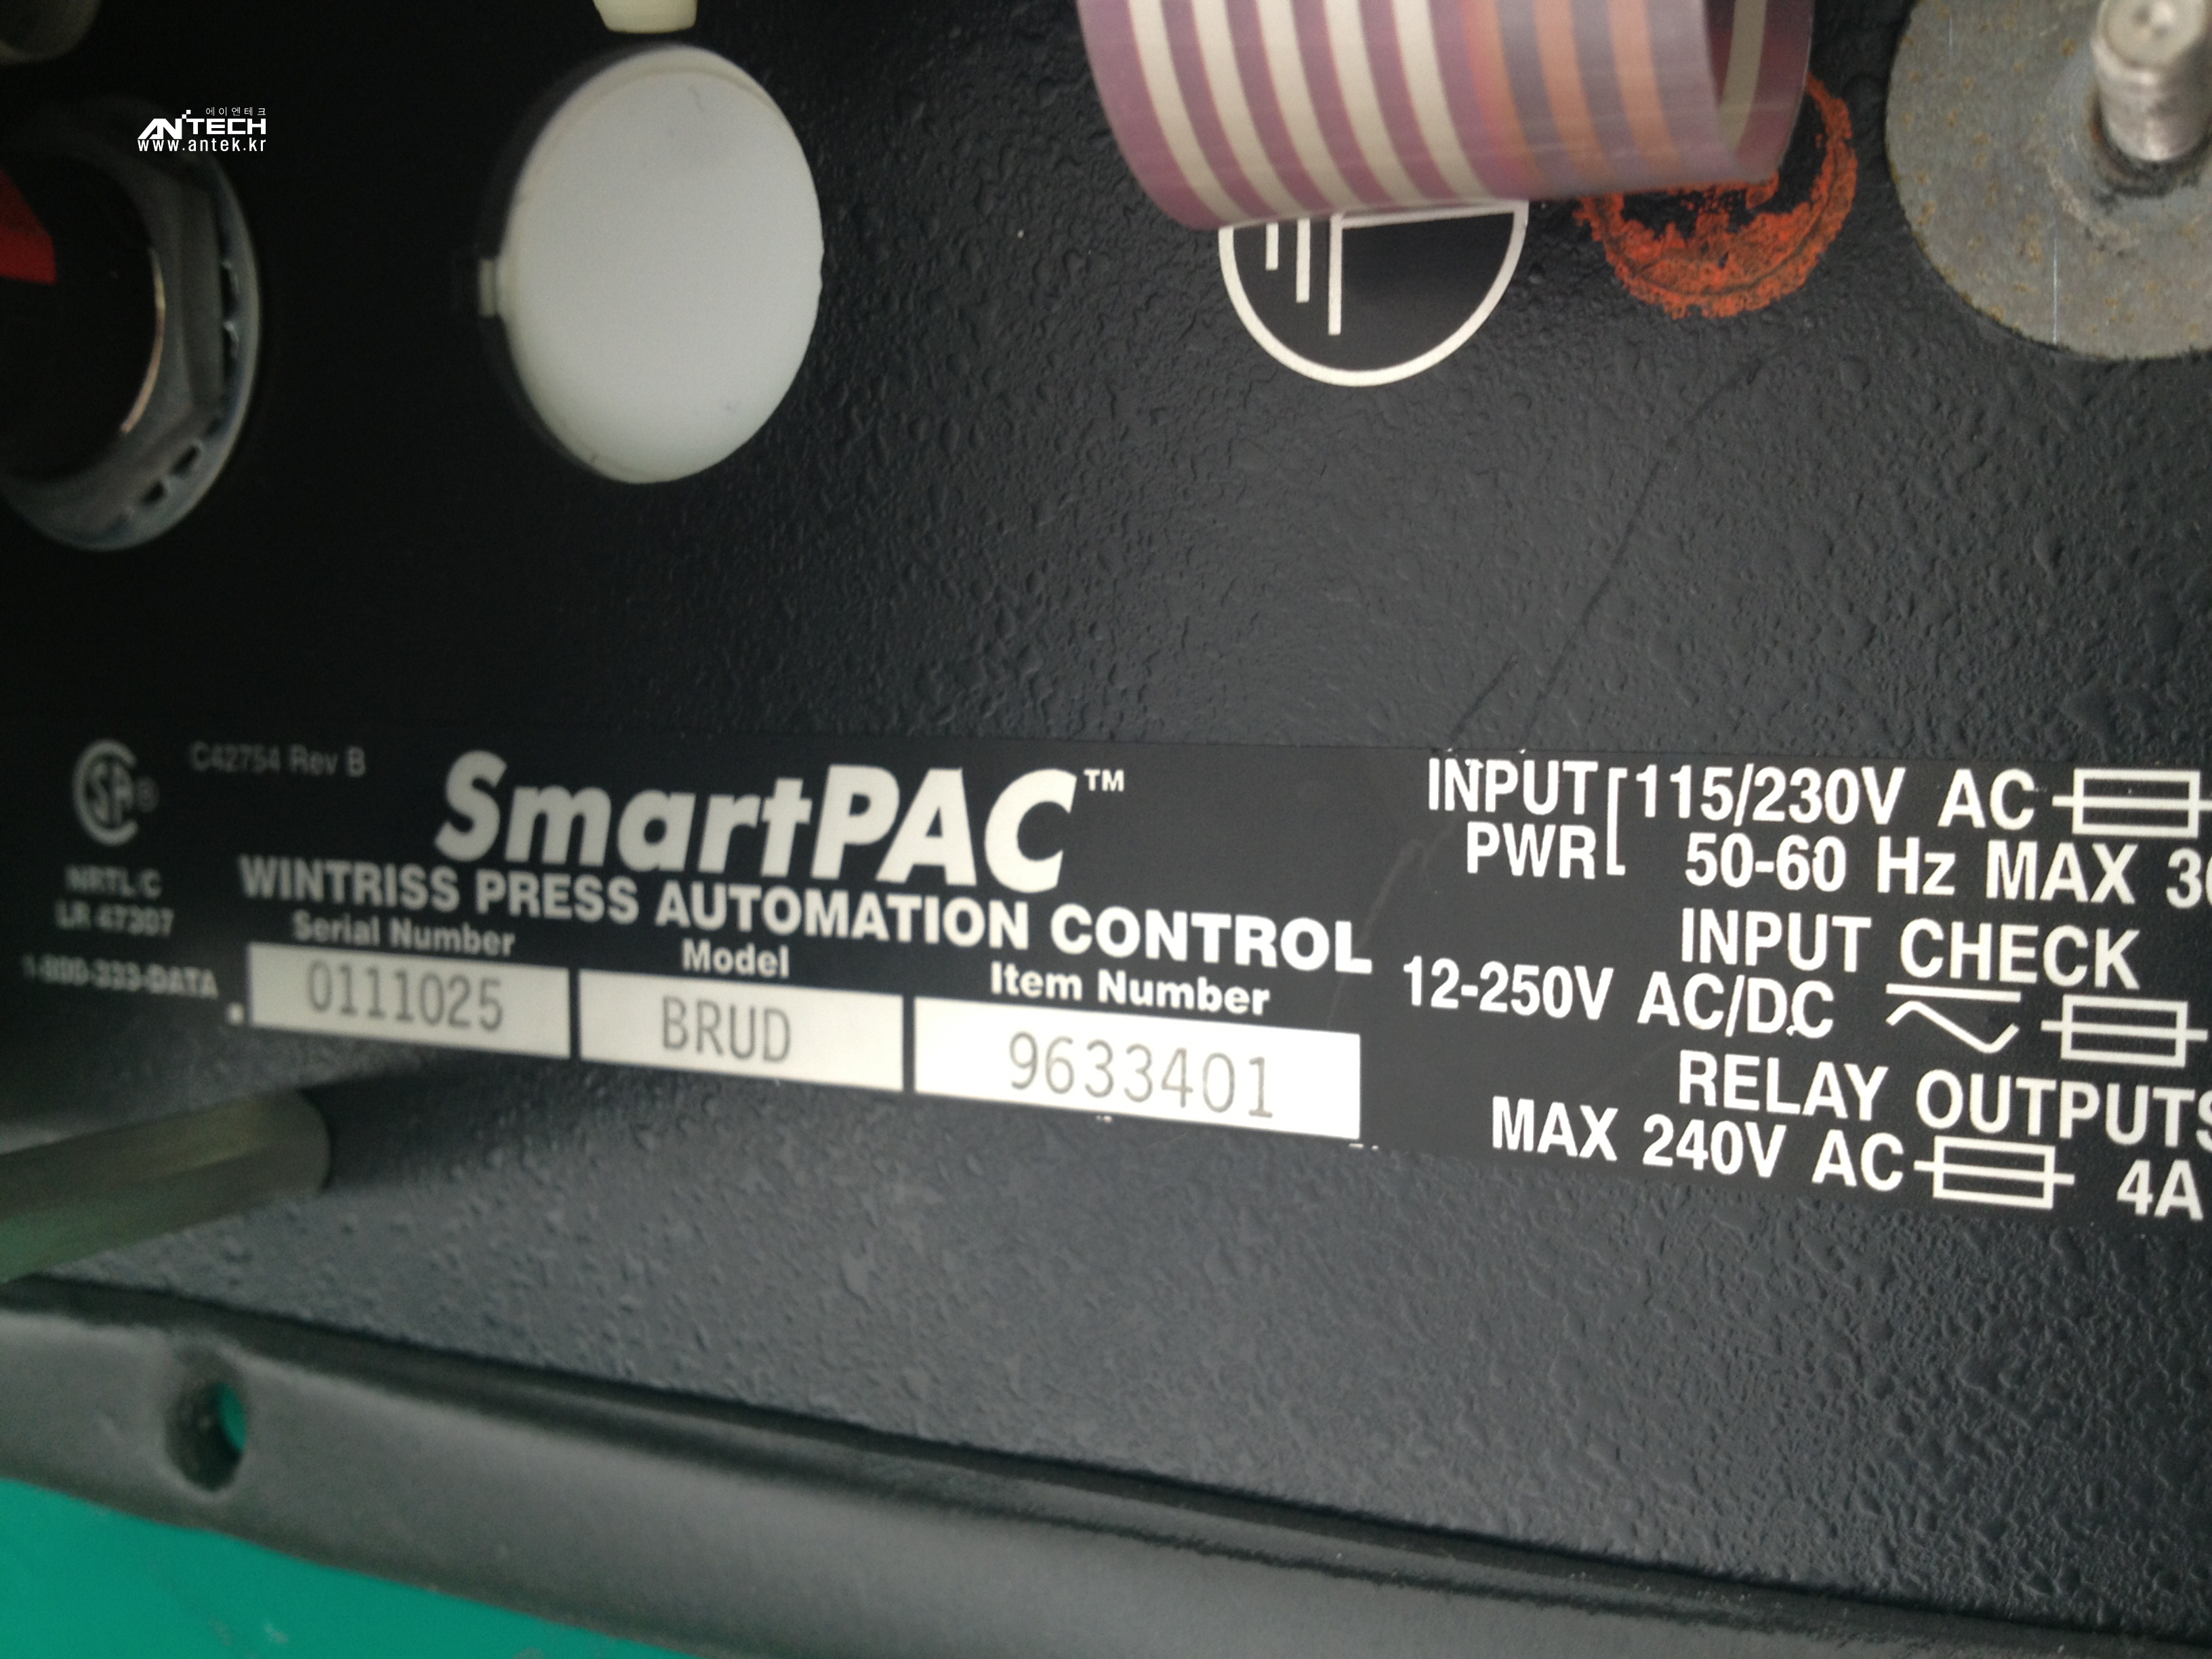 에이엔테크
ANTECH
www.antek.kr
C42754 Rev B
SA ®
NRTL/C
LR 47307
1-800-333-DATA
SmartPAC™
WINTRISS PRESS AUTOMATION CONTROL
Serial Number Model Item Number
0111025 BRUD 9633401
INPUT 115/230V AC
PWR 50-60 Hz MAX
INPUT CHECK
12-250V AC/DC
RELAY OUTPUTS
MAX 240V AC 4A